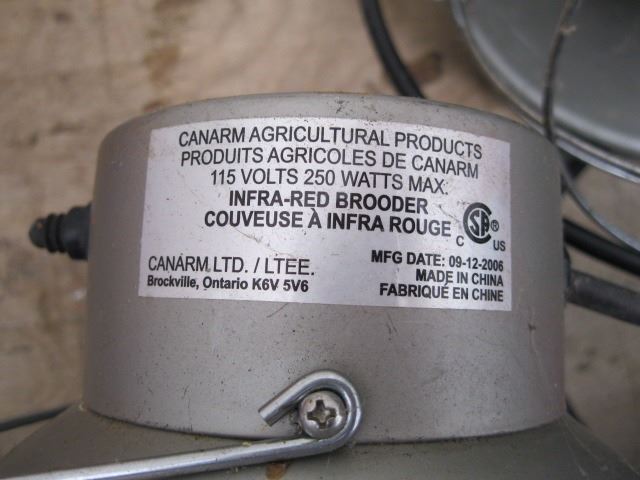 CANARM AGRICULTURAL PRODUCTS
PRODUITS AGRICOLES DE CANARM
115 VOLTS 250 WATTS MAX.
INFRA-RED BROODER
COUVEUSE À INFRA ROUGE
C SA ® US
CANARM LTD. / LTEE.
Brockville, Ontario K6V 5V6
MFG DATE: 09-12-2006
MADE IN CHINA
FABRIQUÉ EN CHINE